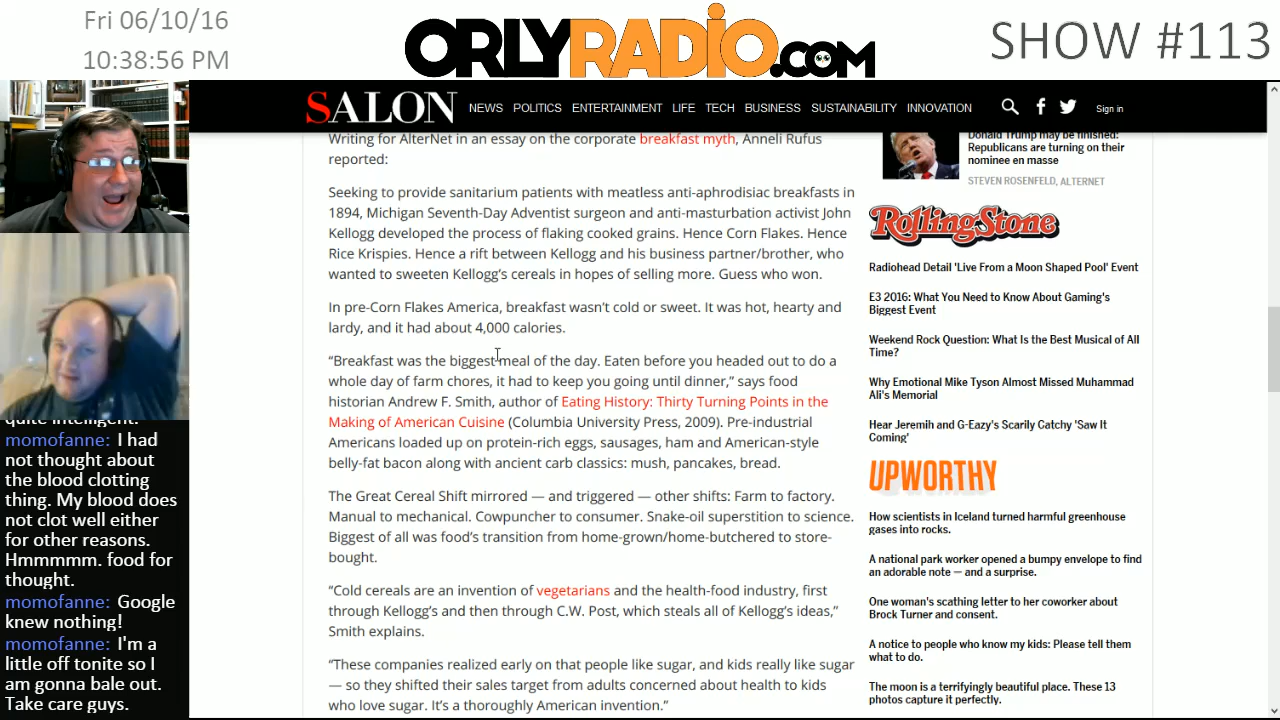 Fri 06/10/16
10:38:56 PM
ORLYRADIO.COM
SHOW #113
SALON
NEWS POLITICS ENTERTAINMENT LIFE TECH BUSINESS SUSTAINABILITY INNOVATION
Sign in
Writing for AlterNet in an essay on the corporate breakfast myth, Anneli Rufus
reported:
Seeking to provide sanitarium patients with meatless anti-aphrodisiac breakfasts in
1894, Michigan Seventh-Day Adventist surgeon and anti-masturbation activist John
Kellogg developed the process of flaking cooked grains. Hence Corn Flakes. Hence
Rice Krispies. Hence a rift between Kellogg and his business partner/brother, who
wanted to sweeten Kellogg’s cereals in hopes of selling more. Guess who won.
In pre-Corn Flakes America, breakfast wasn’t cold or sweet. It was hot, hearty and
lardy, and it had about 4,000 calories.
“Breakfast was the biggest meal of the day. Eaten before you headed out to do a
whole day of farm chores, it had to keep you going until dinner,” says food
historian Andrew F. Smith, author of Eating History: Thirty Turning Points in the
Making of American Cuisine (Columbia University Press, 2009). Pre-industrial
Americans loaded up on protein-rich eggs, sausages, ham and American-style
belly-fat bacon along with ancient carb classics: mush, pancakes, bread.
The Great Cereal Shift mirrored — and triggered — other shifts: Farm to factory.
Manual to mechanical. Cowpuncher to consumer. Snake-oil superstition to science.
Biggest of all was food’s transition from home-grown/home-butchered to store-
bought.
“Cold cereals are an invention of vegetarians and the health-food industry, first
through Kellogg’s and then through C.W. Post, which steals all of Kellogg’s ideas,”
Smith explains.
“These companies realized early on that people like sugar, and kids really like sugar
— so they shifted their sales target from adults concerned about health to kids
who love sugar. It’s a thoroughly American invention.”
Donald Trump may be finished:
Republicans are turning on their
nominee en masse
STEVEN ROSENFELD, ALTERNET
RollingStone
Radiohead Detail 'Live From a Moon Shaped Pool' Event
E3 2016: What You Need to Know About Gaming's
Biggest Event
Weekend Rock Question: What Is the Best Musical of All
Time?
Why Emotional Mike Tyson Almost Missed Muhammad
Ali's Memorial
Hear Jeremih and G-Eazy's Scarily Catchy 'Saw It
Coming'
UPWORTHY
How scientists in Iceland turned harmful greenhouse
gases into rocks.
A national park worker opened a bumpy envelope to find
an adorable note — and a surprise.
One woman's scathing letter to her coworker about
Brock Turner and consent.
A notice to people who know my kids: Please tell them
what to do.
The moon is a terrifyingly beautiful place. These 13
photos capture it perfectly.
quite intelligent.
momofanne: I had
not thought about
the blood clotting
thing. My blood does
not clot well either
for other reasons.
Hmmmmm. food for
thought.
momofanne: Google
knew nothing!
momofanne: I'm a
little off tonite so I
am gonna bale out.
Take care guys.